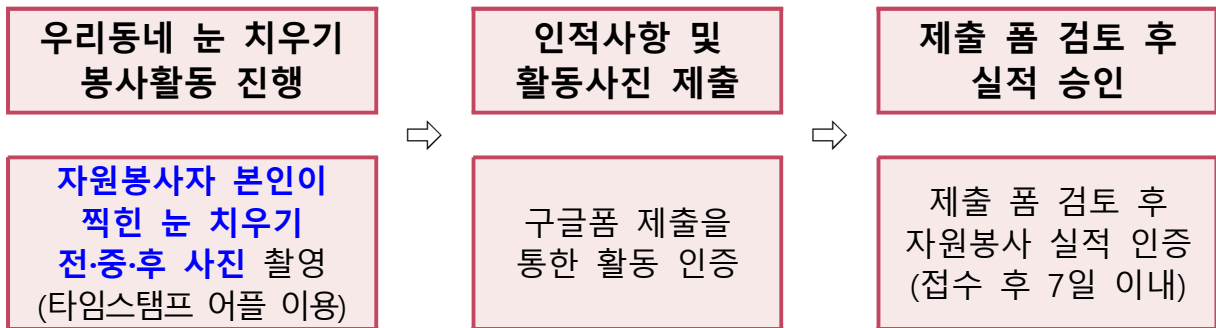 우리동네 눈 치우기
봉사활동 진행
⇨
인적사항 및
활동사진 제출
⇨
제출 폼 검토 후
실적 승인
자원봉사자 본인이
찍힌 눈 치우기
전·중·후 사진 촬영
(타임스탬프 어플 이용)
구글폼 제출을
통한 활동 인증
제출 폼 검토 후
자원봉사 실적 인증
(접수 후 7일 이내)